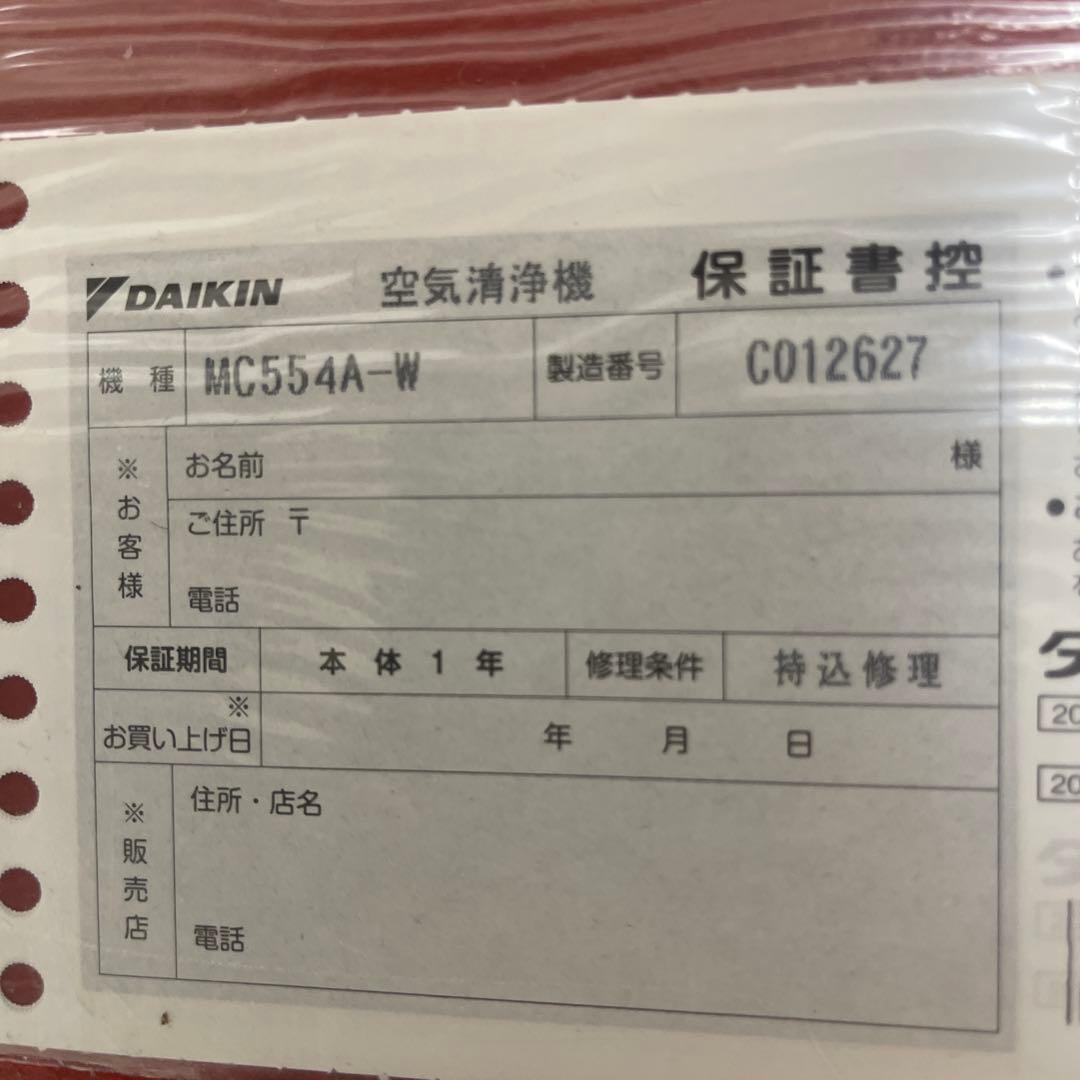 DAIKIN 空気清浄機 保証書控
機種 MC554A-W 製造番号 C012627
※お客様
お名前 様
ご住所 〒
電話
保証期間 本体1年 修理条件 持込修理
※
お買い上げ日 年 月 日
※販売店
住所・店名
電話
20
20